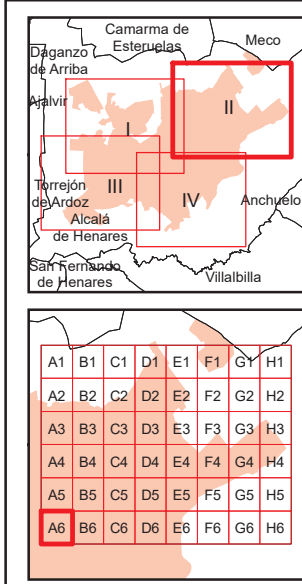 Camarma de
Esteruelas
Meco
Daganzo
de Arriba
Ajalvir
I
II
Torrejón
de Ardoz
III
IV
Anchuelo
Alcalá
de Henares
San Fernando
de Henares
Villalbilla
A1 B1 C1 D1 E1 F1 G1 H1
A2 B2 C2 D2 E2 F2 G2 H2
A3 B3 C3 D3 E3 F3 G3 H3
A4 B4 C4 D4 E4 F4 G4 H4
A5 B5 C5 D5 E5 F5 G5 H5
A6 B6 C6 D6 E6 F6 G6 H6